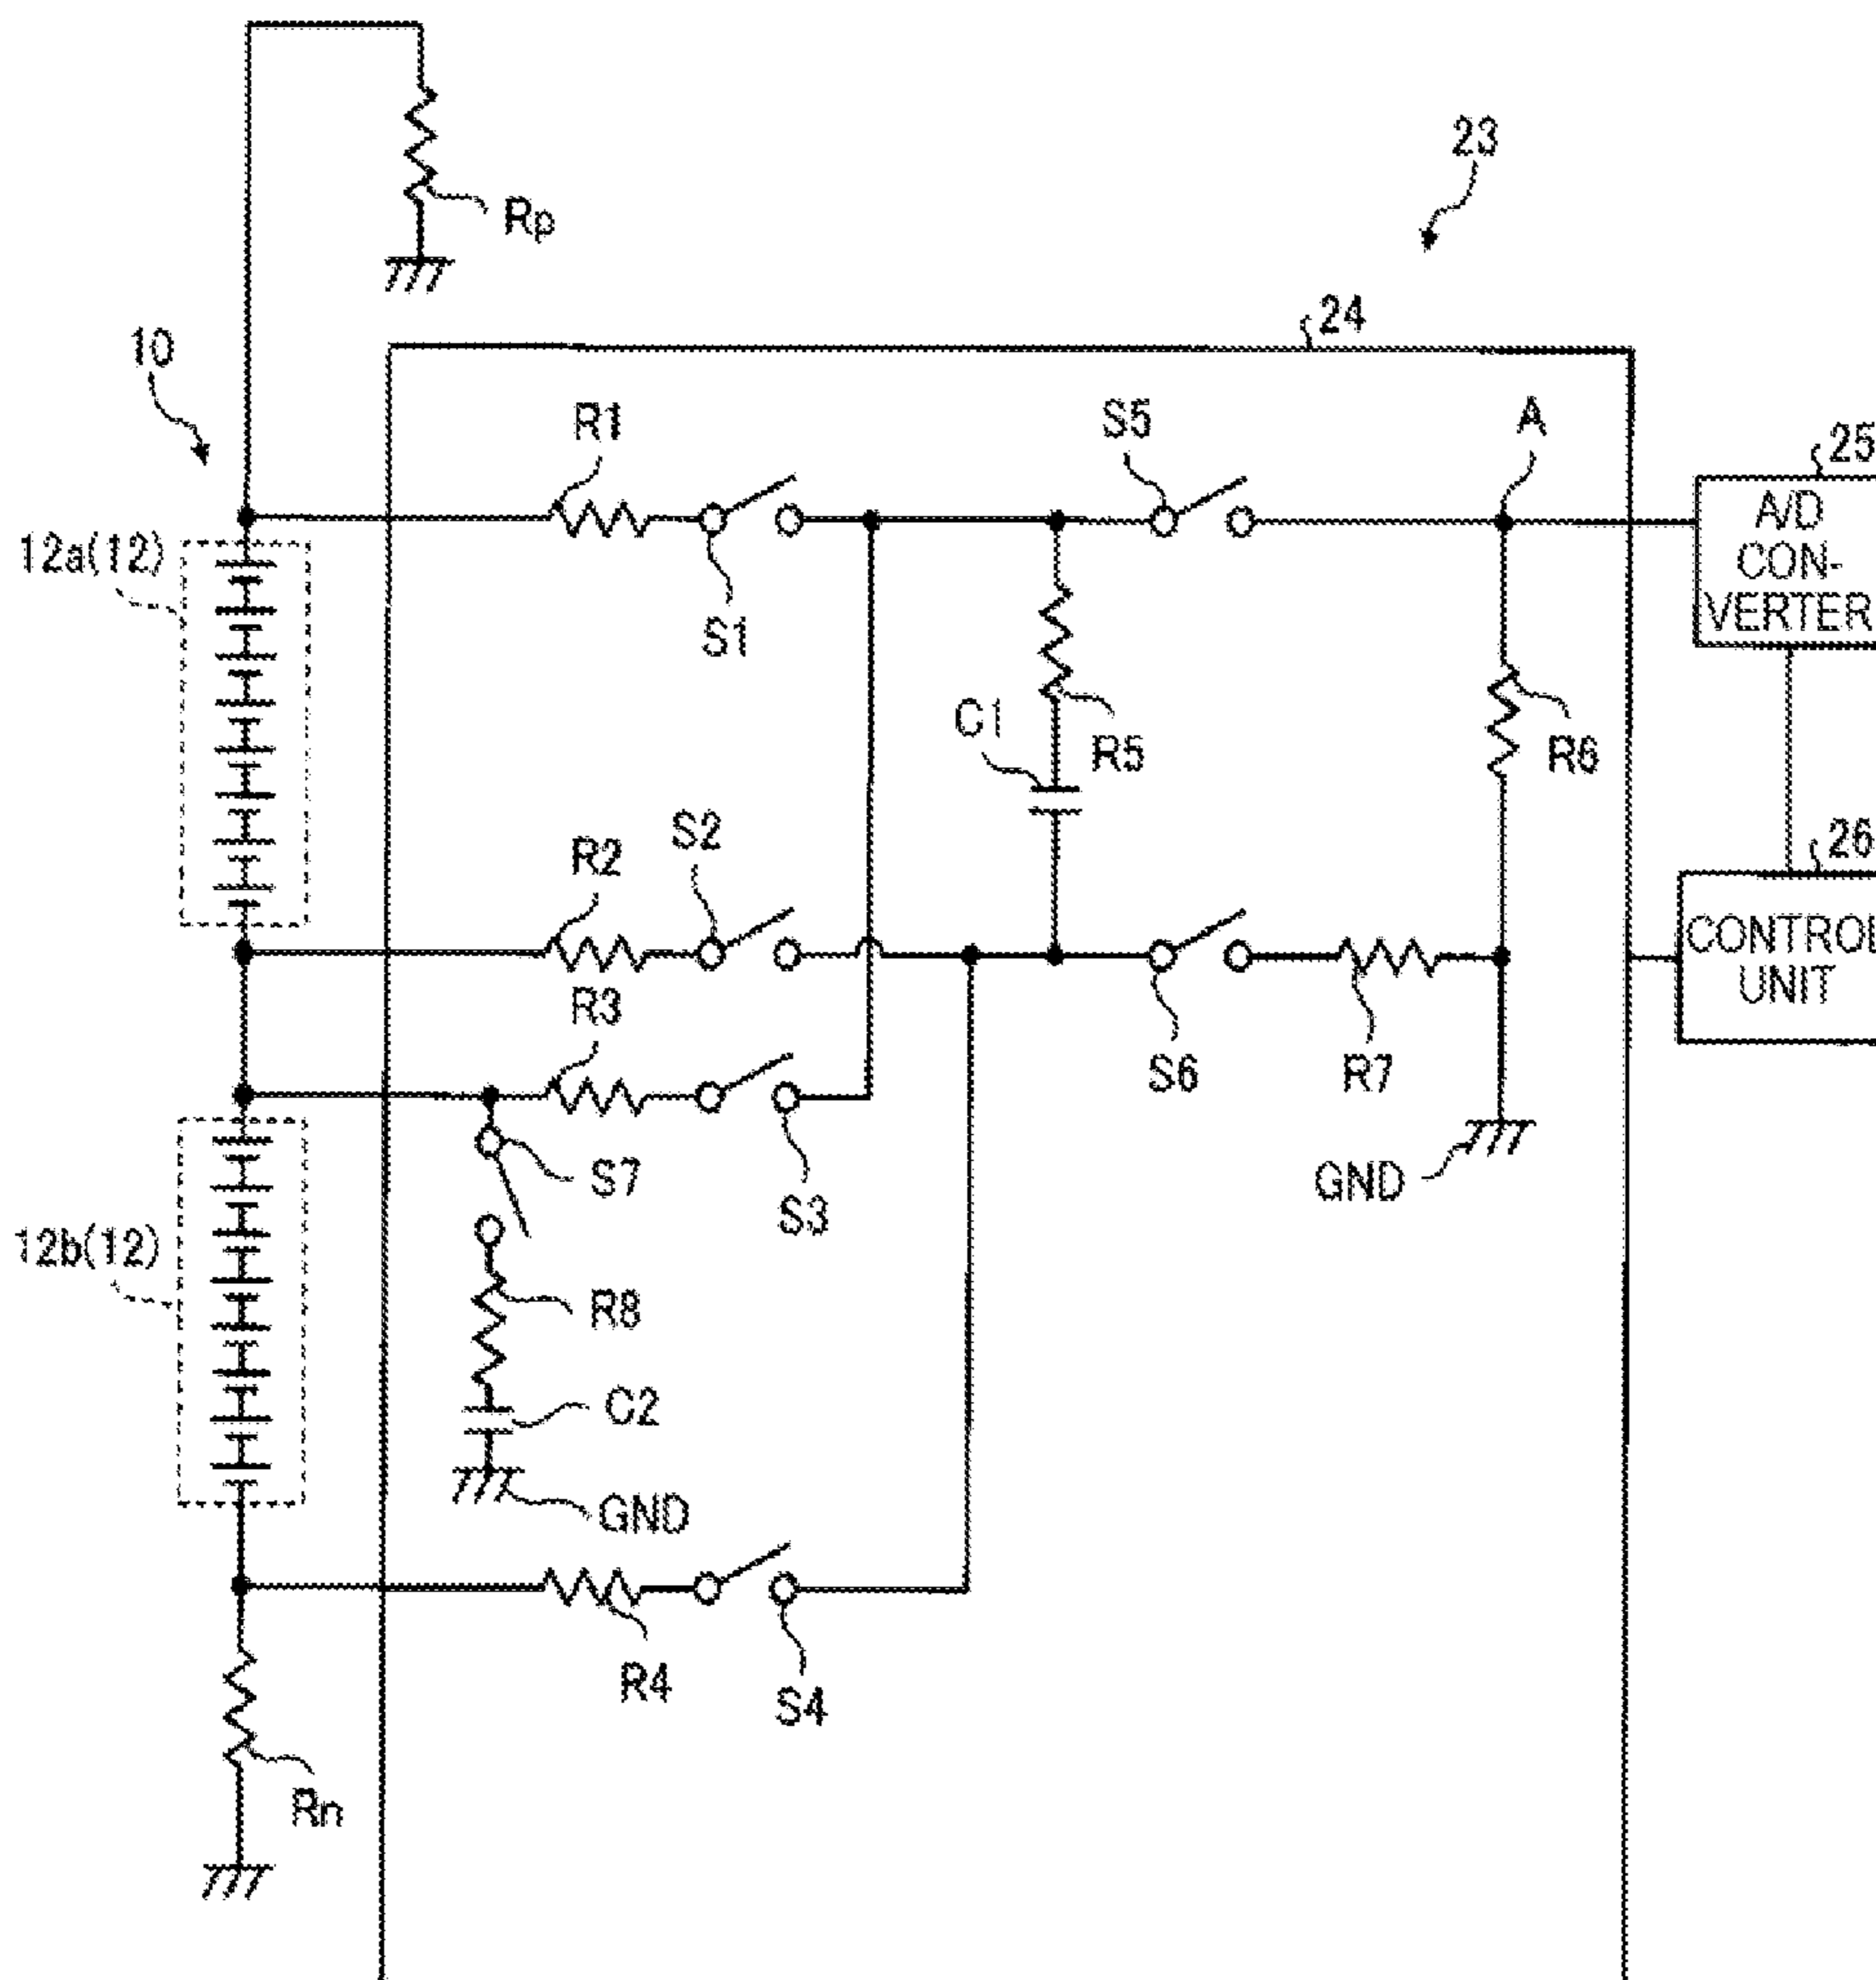 Rp
23
24
10
R1
S5
A
25
A/D
CON-
VERTER
12a(12)
S1
C1
R5
R6
26
CONTROL
UNIT
R2
S2
R3
S6
R7
S7
S3
GND
12b(12)
R8
C2
GND
R4
S4
Rn